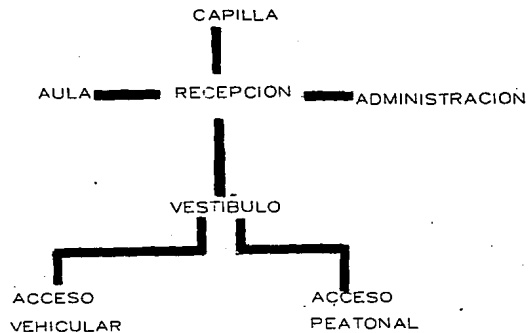 CAPILLA
AULA RECEPCION ADMINISTRACION
VESTIBULO
ACCESO VEHICULAR
ACCESO PEATONAL